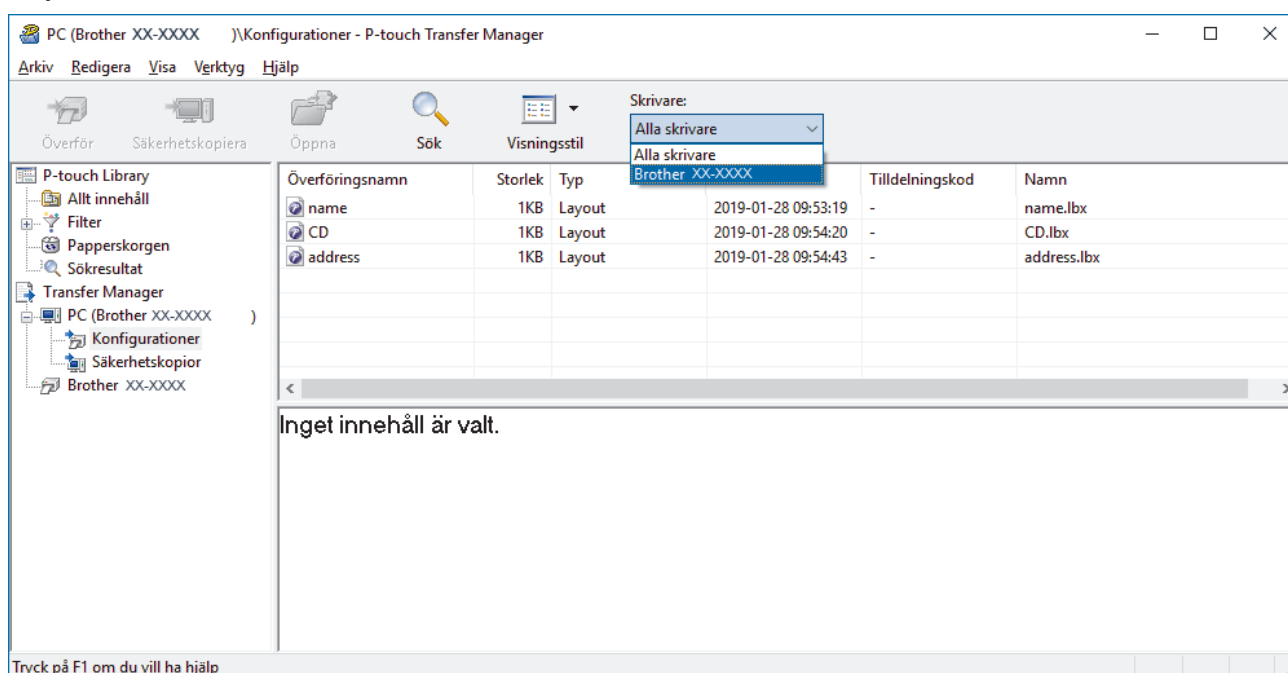 PC (Brother XX-XXXX )\Konfigurationer - P-touch Transfer Manager
Arkiv Redigera Visa Verktyg Hjälp
Skrivare:
Alla skrivare
Överför Säkerhetskopiera Öppna Sök Visningsstil
Alla skrivare
Brother XX-XXXX
P-touch Library
Allt innehåll
Filter
Papperskorgen
Sökresultat
Transfer Manager
PC (Brother XX-XXXX )
Konfigurationer
Säkerhetskopior
Brother XX-XXXX
Överföringsnamn Storlek Typ Tilldelningskod Namn
name 1KB Layout 2019-01-28 09:53:19 - name.lbx
CD 1KB Layout 2019-01-28 09:54:20 - CD.lbx
address 1KB Layout 2019-01-28 09:54:43 - address.lbx
Inget innehåll är valt.
Tryck på F1 om du vill ha hjälp